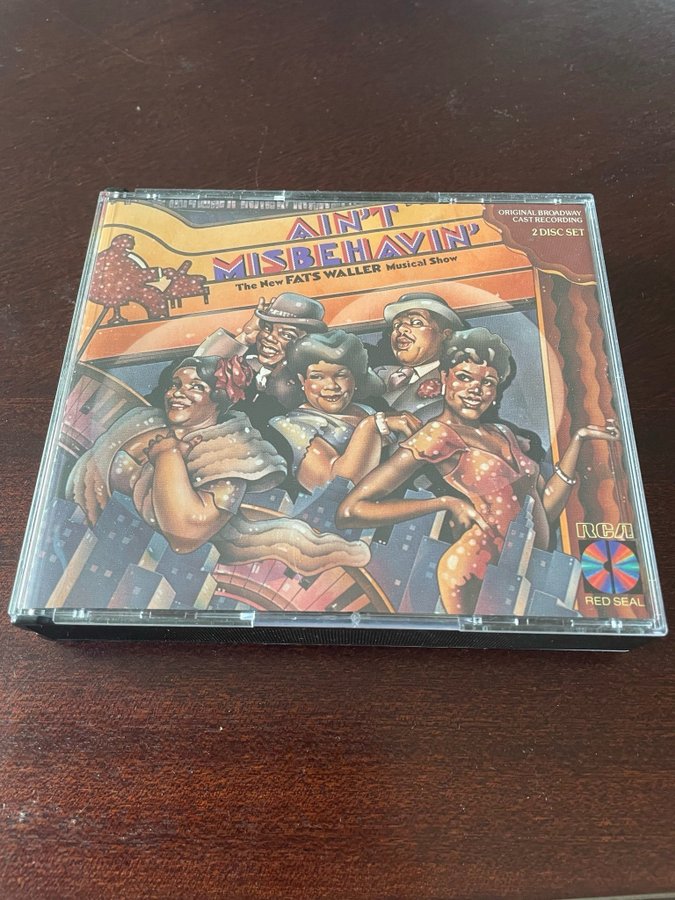 AIN'T
MISBEHAVIN'
The New FATS WALLER Musical Show
ORIGINAL BROADWAY
CAST RECORDING
2 DISC SET
RCA
RED SEAL